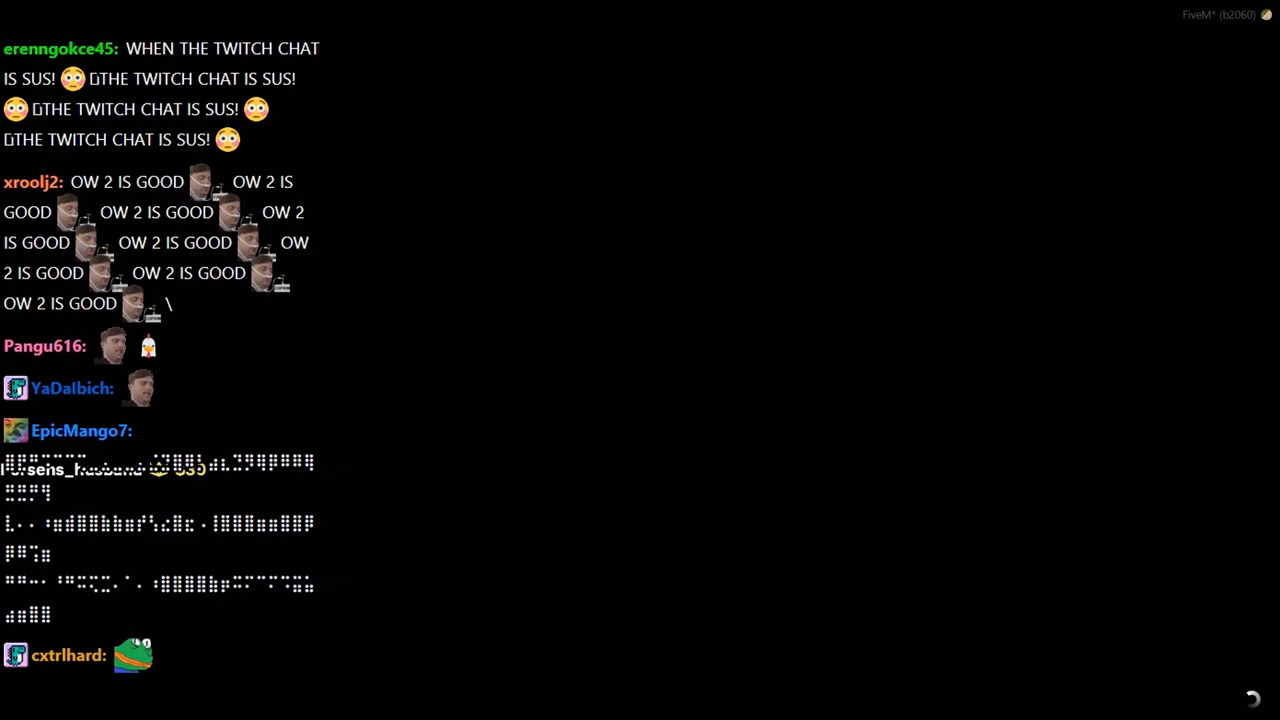 FiveM* (b2060)
erenngokce45: WHEN THE TWITCH CHAT
IS SUS! 😳 THE TWITCH CHAT IS SUS!
😳 THE TWITCH CHAT IS SUS! 😳
THE TWITCH CHAT IS SUS! 😳
xroolj2: OW 2 IS GOOD OW 2 IS
GOOD OW 2 IS GOOD OW 2
IS GOOD OW 2 IS GOOD OW
2 IS GOOD OW 2 IS GOOD
OW 2 IS GOOD \
Pangu616: 🐔
YaDalbich:
EpicMango7:
cxtrlhard: